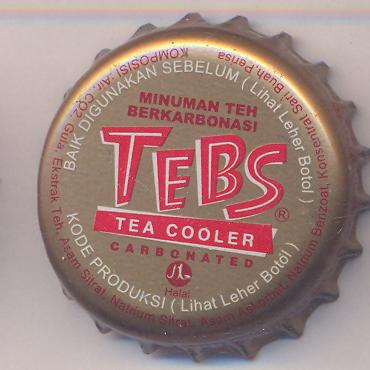 KOMPOSISI: Air, CO2, Gula, Ekstrak Teh, Asam Sitrat, Natrium Sitrat, Asam Askorbat, Natrium Benzoat, Konsentrat Sari Buah, Perisa
BAIK DIGUNAKAN SEBELUM ( Lihat Leher Botol )
MINUMAN TEH
BERKARBONASI
TEBS ®
TEA COOLER
CARBONATED
Halal
KODE PRODUKSI ( Lihat Leher Botol )